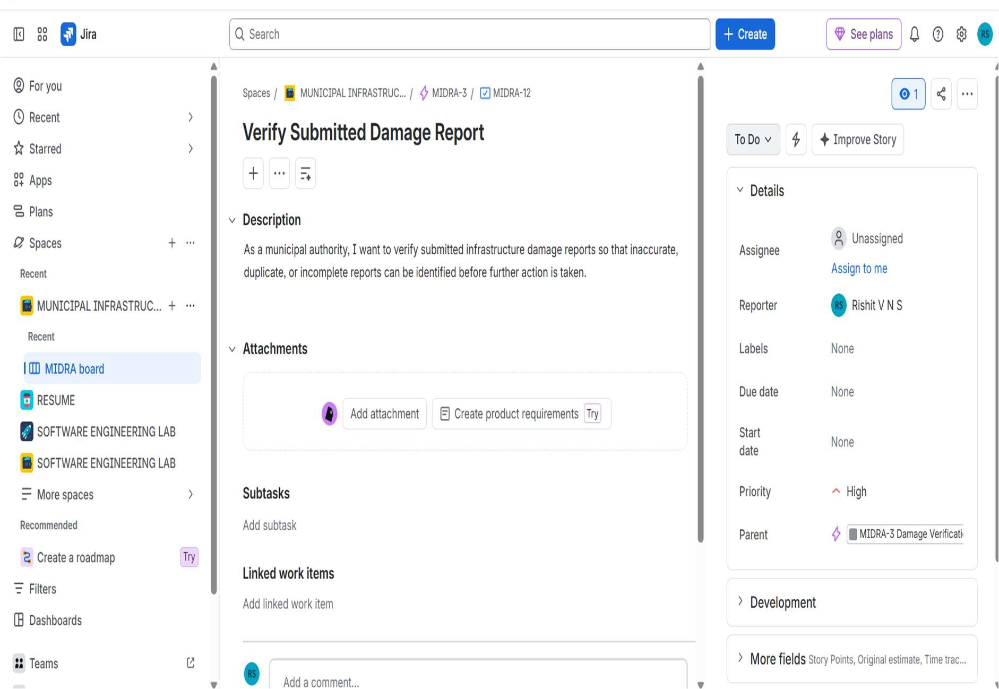 Jira
Search
+ Create
See plans
RS
For you
Recent
Starred
Apps
Plans
Spaces
Recent
MUNICIPAL INFRASTRUC...
Recent
MIDRA board
RESUME
SOFTWARE ENGINEERING LAB
SOFTWARE ENGINEERING LAB
More spaces
Recommended
Create a roadmap Try
Filters
Dashboards
Teams
Spaces / MUNICIPAL INFRASTRUC... / MIDRA-3 / MIDRA-12
Verify Submitted Damage Report
Description
As a municipal authority, I want to verify submitted infrastructure damage reports so that inaccurate,
duplicate, or incomplete reports can be identified before further action is taken.
Attachments
Add attachment
Create product requirements Try
Subtasks
Add subtask
Linked work items
Add linked work item
RS
Add a comment...
1
To Do
Improve Story
Details
Assignee
Unassigned
Assign to me
Reporter
RS Rishit V N S
Labels
None
Due date
None
Start
date
None
Priority
High
Parent
MIDRA-3 Damage Verificati
Development
More fields Story Points, Original estimate, Time trac...